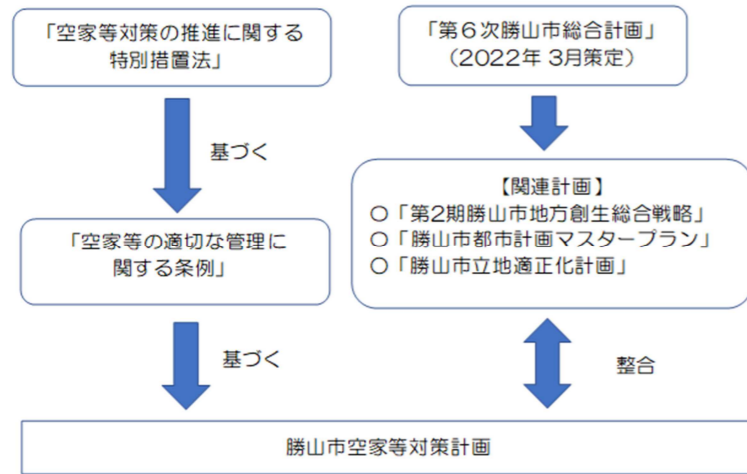 「空家等対策の推進に関する
特別措置法」
基づく
「空家等の適切な管理に
関する条例」
基づく
「第６次勝山市総合計画」
（2022年 3月策定）
【関連計画】
〇「第2期勝山市地方創生総合戦略」
〇「勝山市都市計画マスタープラン」
〇「勝山市立地適正化計画」
整合
勝山市空家等対策計画